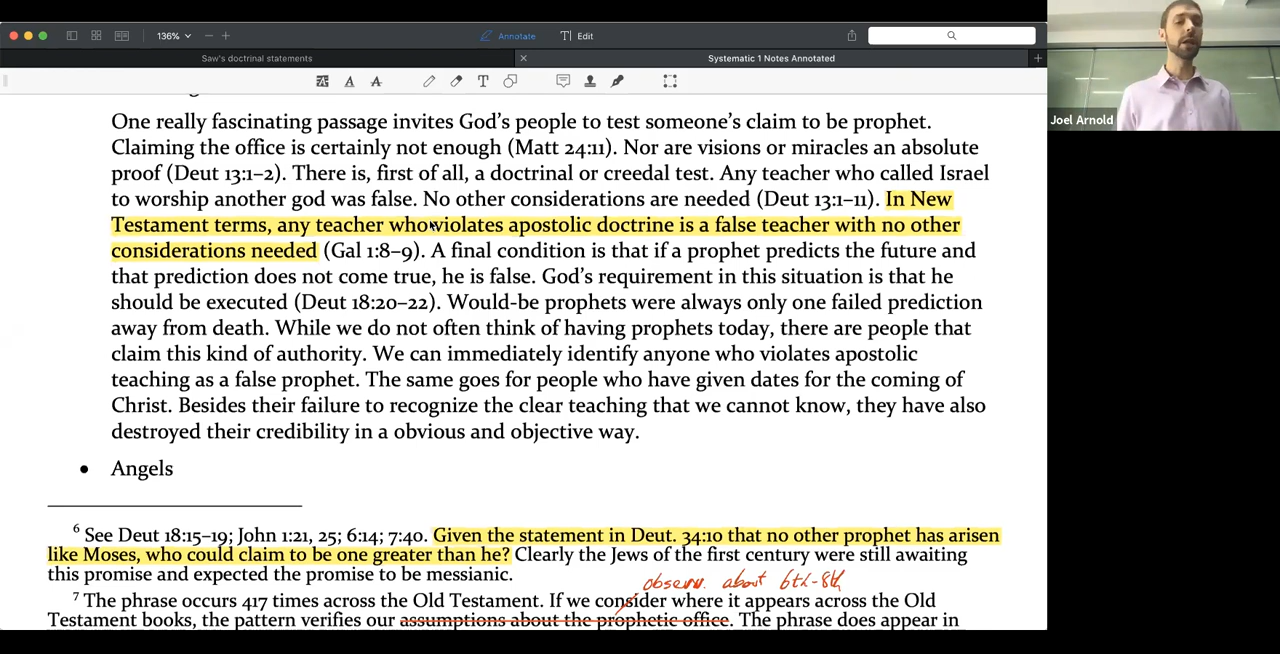 136%
Annotate
Edit
Saw's doctrinal statements
Systematic 1 Notes Annotated
Joel Arnold
One really fascinating passage invites God's people to test someone's claim to be prophet.
Claiming the office is certainly not enough (Matt 24:11). Nor are visions or miracles an absolute
proof (Deut 13:1–2). There is, first of all, a doctrinal or creedal test. Any teacher who called Israel
to worship another god was false. No other considerations are needed (Deut 13:1–11). In New
Testament terms, any teacher who violates apostolic doctrine is a false teacher with no other
considerations needed (Gal 1:8–9). A final condition is that if a prophet predicts the future and
that prediction does not come true, he is false. God's requirement in this situation is that he
should be executed (Deut 18:20–22). Would-be prophets were always only one failed prediction
away from death. While we do not often think of having prophets today, there are people that
claim this kind of authority. We can immediately identify anyone who violates apostolic
teaching as a false prophet. The same goes for people who have given dates for the coming of
Christ. Besides their failure to recognize the clear teaching that we cannot know, they have also
destroyed their credibility in a obvious and objective way.
• Angels
6 See Deut 18:15–19; John 1:21, 25; 6:14; 7:40. Given the statement in Deut. 34:10 that no other prophet has arisen
like Moses, who could claim to be one greater than he? Clearly the Jews of the first century were still awaiting
this promise and expected the promise to be messianic.
observ. about 6th-8th
7 The phrase occurs 417 times across the Old Testament. If we consider where it appears across the Old
Testament books, the pattern verifies our assumptions about the prophetic office. The phrase does appear in